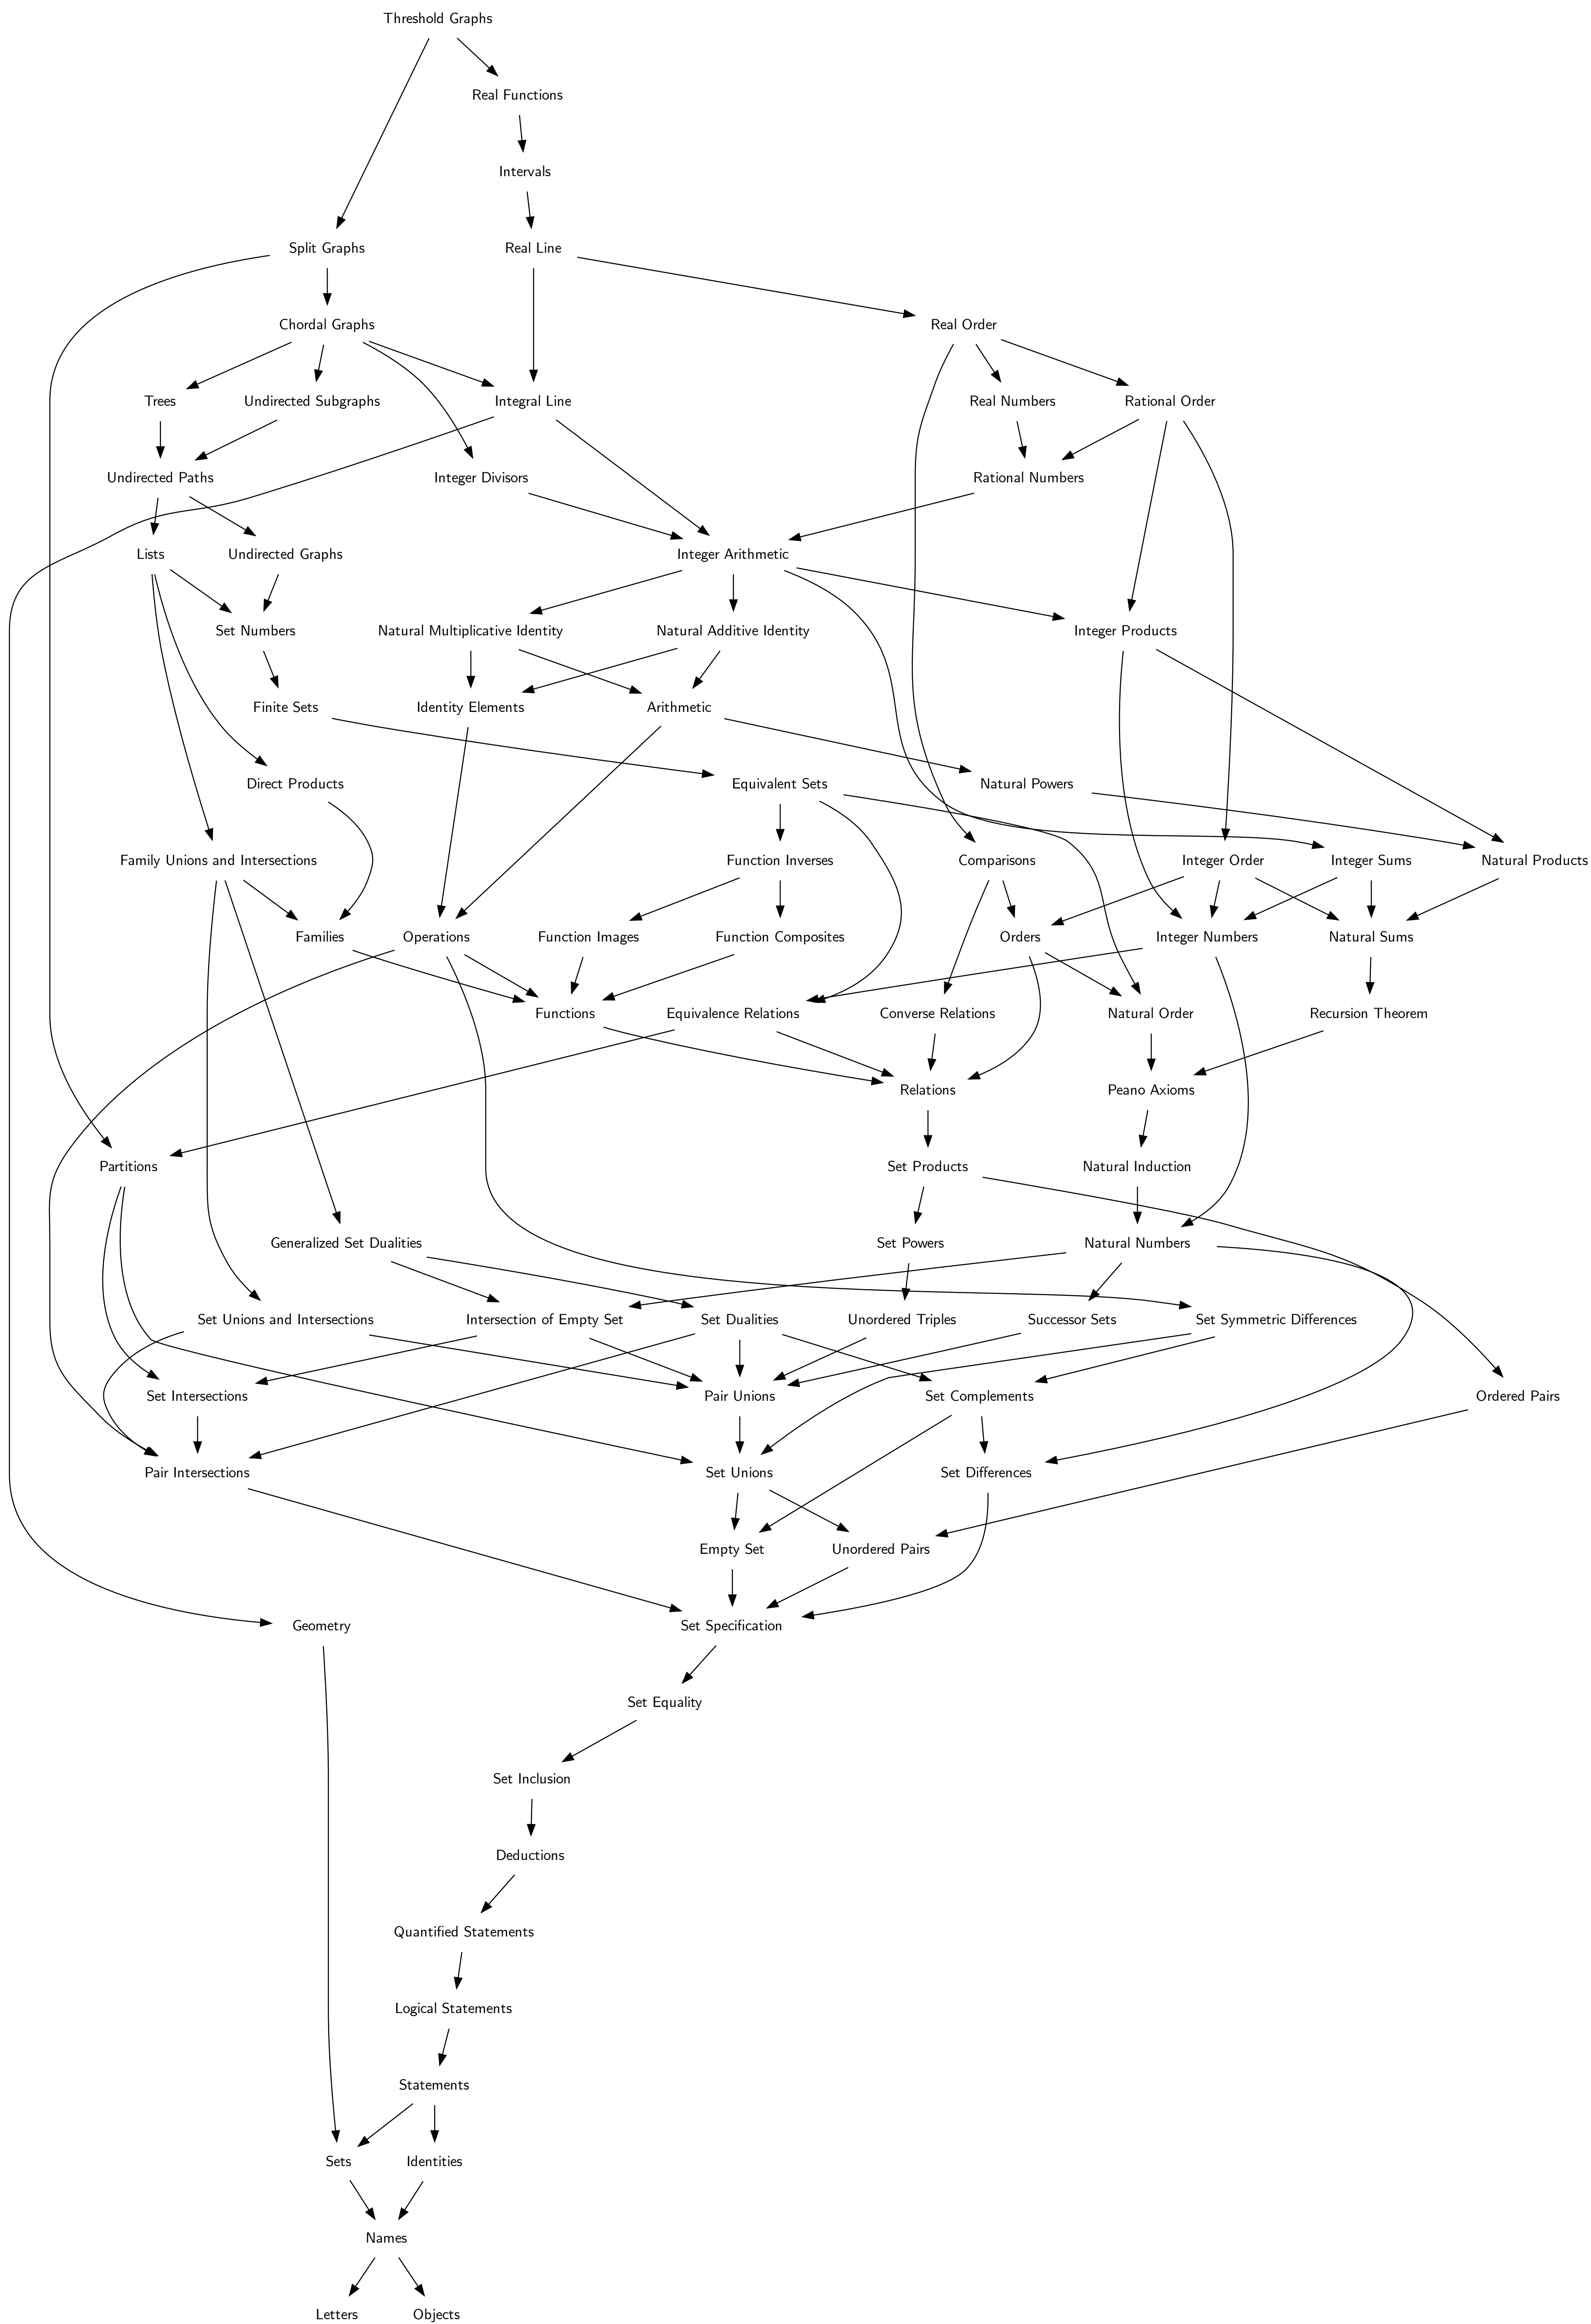 Threshold Graphs
Real Functions
Intervals
Split Graphs
Real Line
Chordal Graphs
Real Order
Trees
Undirected Subgraphs
Integral Line
Real Numbers
Rational Order
Undirected Paths
Integer Divisors
Rational Numbers
Lists
Undirected Graphs
Integer Arithmetic
Set Numbers
Natural Multiplicative Identity
Natural Additive Identity
Integer Products
Finite Sets
Identity Elements
Arithmetic
Direct Products
Equivalent Sets
Natural Powers
Family Unions and Intersections
Function Inverses
Comparisons
Integer Order
Integer Sums
Natural Products
Families
Operations
Function Images
Function Composites
Orders
Integer Numbers
Natural Sums
Functions
Equivalence Relations
Converse Relations
Natural Order
Recursion Theorem
Relations
Peano Axioms
Partitions
Set Products
Natural Induction
Generalized Set Dualities
Set Powers
Natural Numbers
Set Unions and Intersections
Intersection of Empty Set
Set Dualities
Unordered Triples
Successor Sets
Set Symmetric Differences
Set Intersections
Pair Unions
Set Complements
Ordered Pairs
Pair Intersections
Set Unions
Set Differences
Empty Set
Unordered Pairs
Geometry
Set Specification
Set Equality
Set Inclusion
Deductions
Quantified Statements
Logical Statements
Statements
Sets
Identities
Names
Letters
Objects